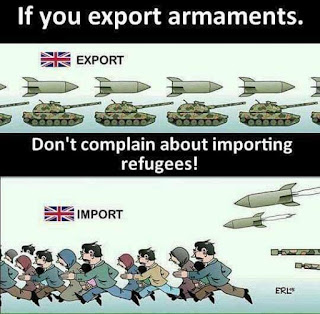 If you export armaments.
EXPORT
Don't complain about importing
refugees!
IMPORT
ERL